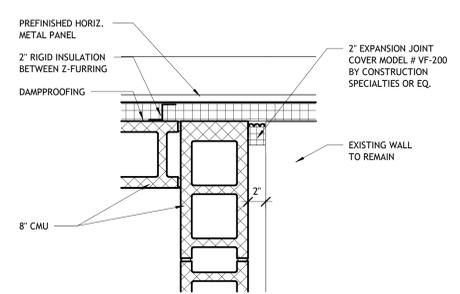 PREFINISHED HORIZ.
METAL PANEL
2" RIGID INSULATION
BETWEEN Z-FURRING
DAMPPROOFING
8" CMU
2"
2" EXPANSION JOINT
COVER MODEL # VF-200
BY CONSTRUCTION
SPECIALTIES OR EQ.
EXISTING WALL
TO REMAIN